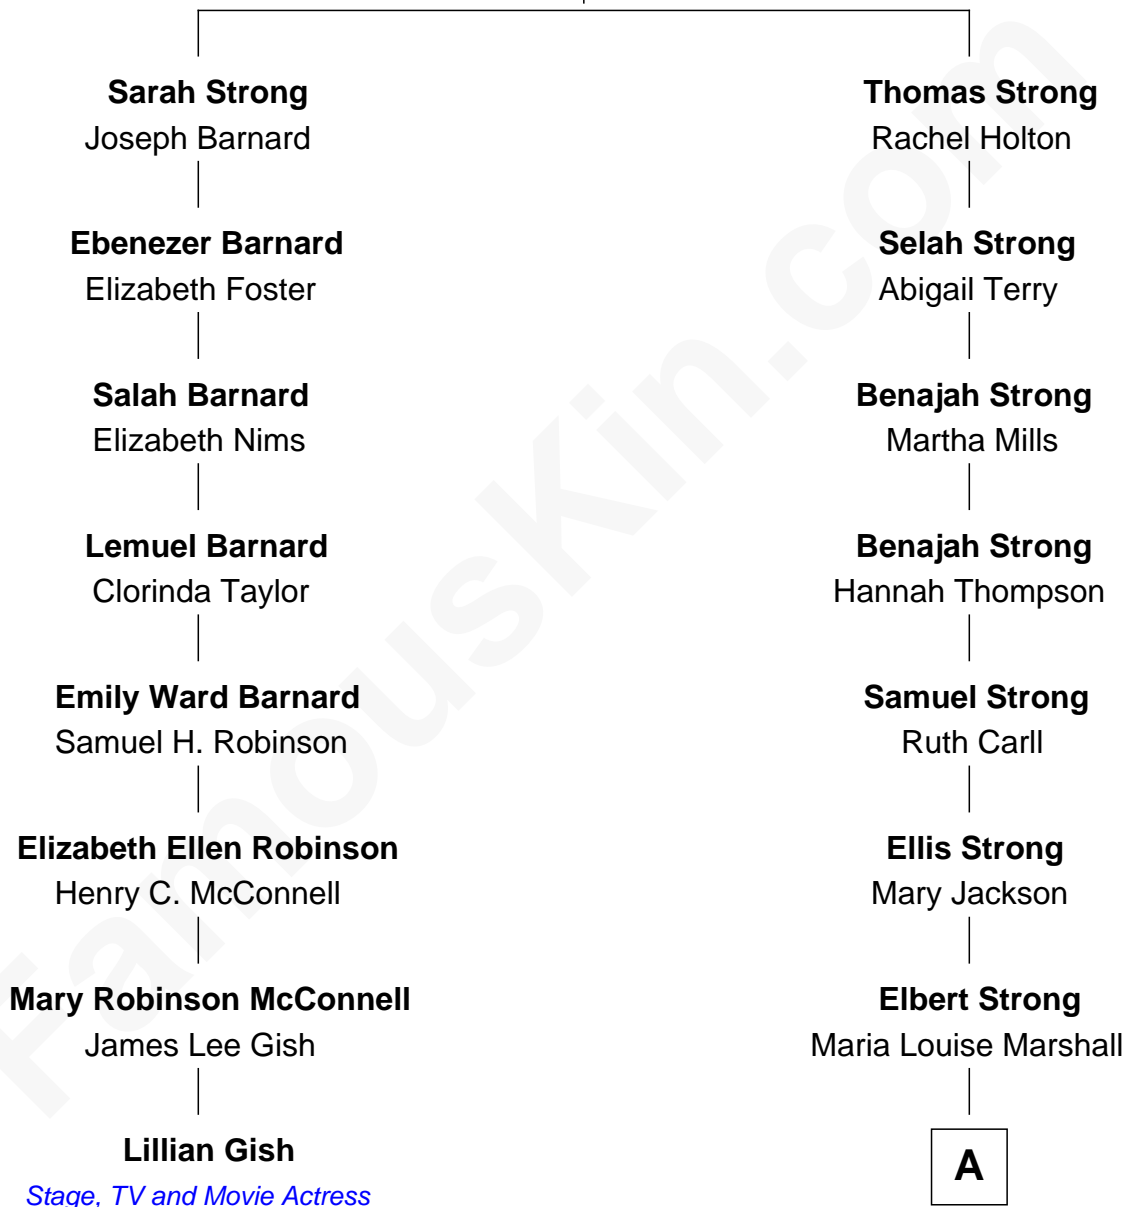 Sarah Strong
Joseph Barnard
Ebenezer Barnard
Elizabeth Foster
Salah Barnard
Elizabeth Nims
Lemuel Barnard
Clorinda Taylor
Emily Ward Barnard
Samuel H. Robinson
Elizabeth Ellen Robinson
Henry C. McConnell
Mary Robinson McConnell
James Lee Gish
Lillian Gish
Stage, TV and Movie Actress
Thomas Strong
Rachel Holton
Selah Strong
Abigail Terry
Benajah Strong
Martha Mills
Benajah Strong
Hannah Thompson
Samuel Strong
Ruth Carll
Ellis Strong
Mary Jackson
Elbert Strong
Maria Louise Marshall
A
FamousKin.com